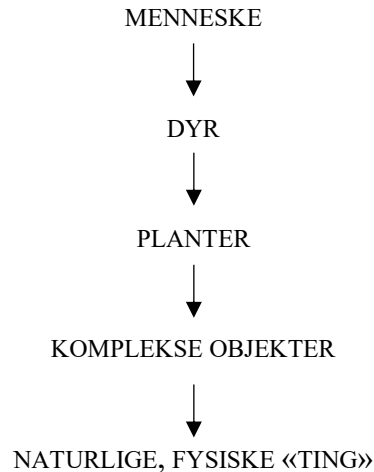 MENNESKE
DYR
PLANTER
KOMPLEKSE OBJEKTER
NATURLIGE, FYSISKE «TING»